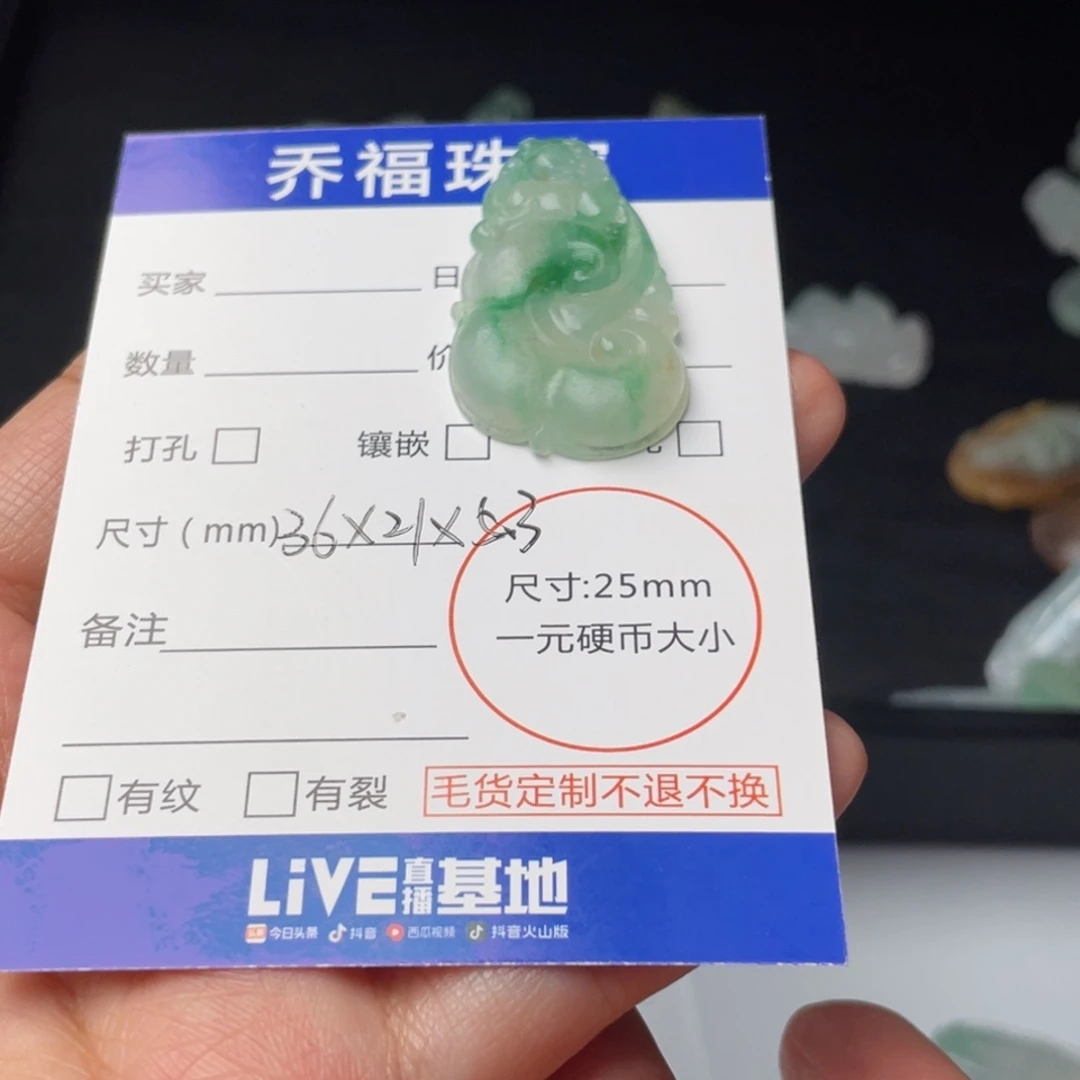 乔福珠
买家
日
数量
价
打孔 镶嵌
尺寸(mm) 36X21X5.3
尺寸:25mm
一元硬币大小
备注
有纹 有裂 毛货定制不退不换
LiVE直播基地
今日头条 抖音 西瓜视频 抖音火山版